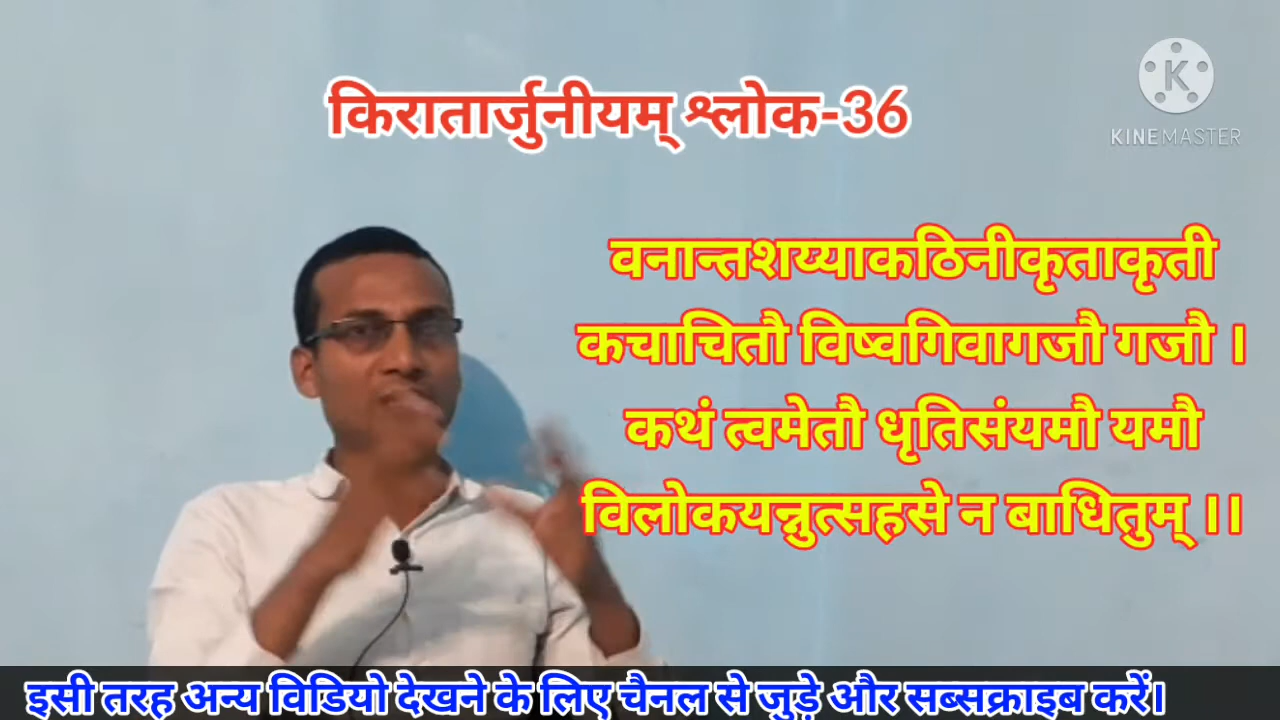 किरातार्जुनीयम् श्लोक-36
K
KINEMASTER
वनान्तशय्याकठिनीकृताकृती
कचाचितौ विष्वगिवागजौ गजौ ।
कथं त्वमेतौ धृतिसंयमौ यमौ
विलोकयन्नुत्सहसे न बाधितुम् ।।
इसी तरह अन्य विडियो देखने के लिए चैनल से जुड़े और सब्सक्राइब करें।